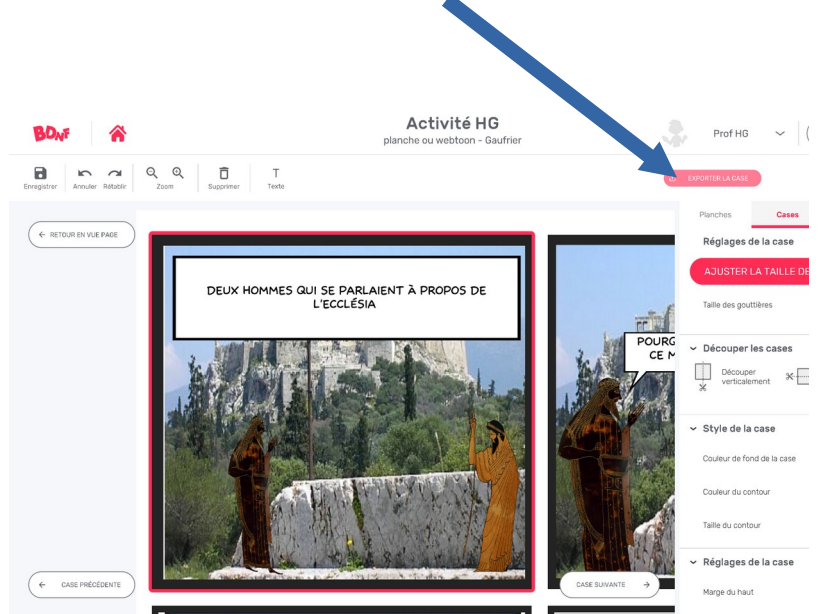 BDNF
Activité HG
planche ou webtoon - Gaufrier
Prof HG
Enregistrer
Annuler
Rétablir
Zoom
Supprimer
T
Texte
EXPORTER LA CASE
Planches
Cases
RETOUR EN VUE PAGE
Réglages de la case
AJUSTER LA TAILLE DE
Taille des gouttières
DEUX HOMMES QUI SE PARLAIENT À PROPOS DE
L'ECCLÉSIA
POURG
CE M
Découper les cases
Découper
verticalement
Style de la case
Couleur de fond de la case
Couleur du contour
Taille du contour
Réglages de la case
Marge du haut
CASE PRÉCÉDENTE
CASE SUIVANTE